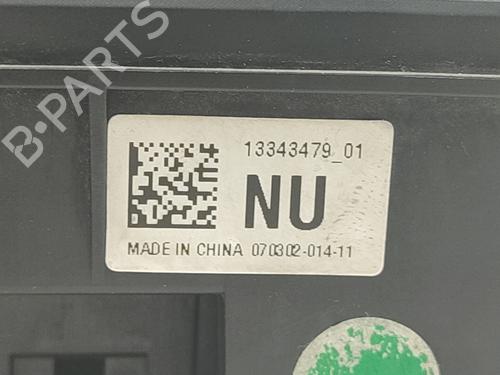 B-PARTS
13343479_01
NU
MADE IN CHINA 070302-014-11